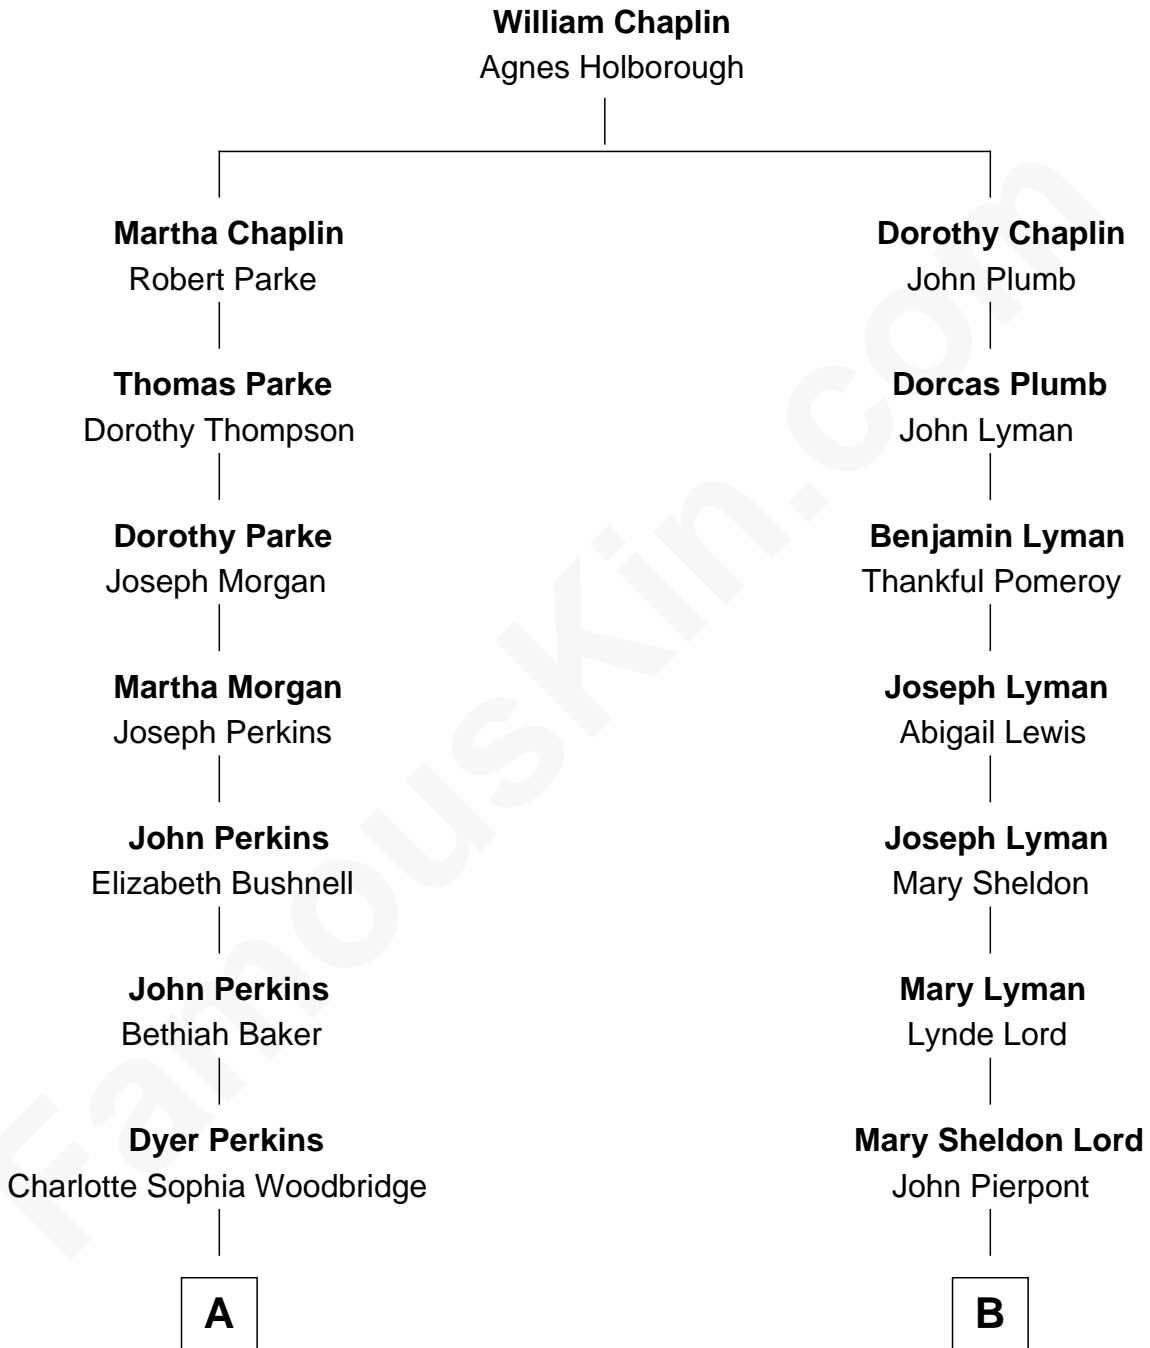 William Chaplin
Agnes Holborough
Martha Chaplin
Robert Parke
Dorothy Chaplin
John Plumb
Thomas Parke
Dorothy Thompson
Dorcas Plumb
John Lyman
Dorothy Parke
Joseph Morgan
Benjamin Lyman
Thankful Pomeroy
Martha Morgan
Joseph Perkins
Joseph Lyman
Abigail Lewis
John Perkins
Elizabeth Bushnell
Joseph Lyman
Mary Sheldon
John Perkins
Bethiah Baker
Mary Lyman
Lynde Lord
Dyer Perkins
Charlotte Sophia Woodbridge
Mary Sheldon Lord
John Pierpont
A
B
FamousKin.com